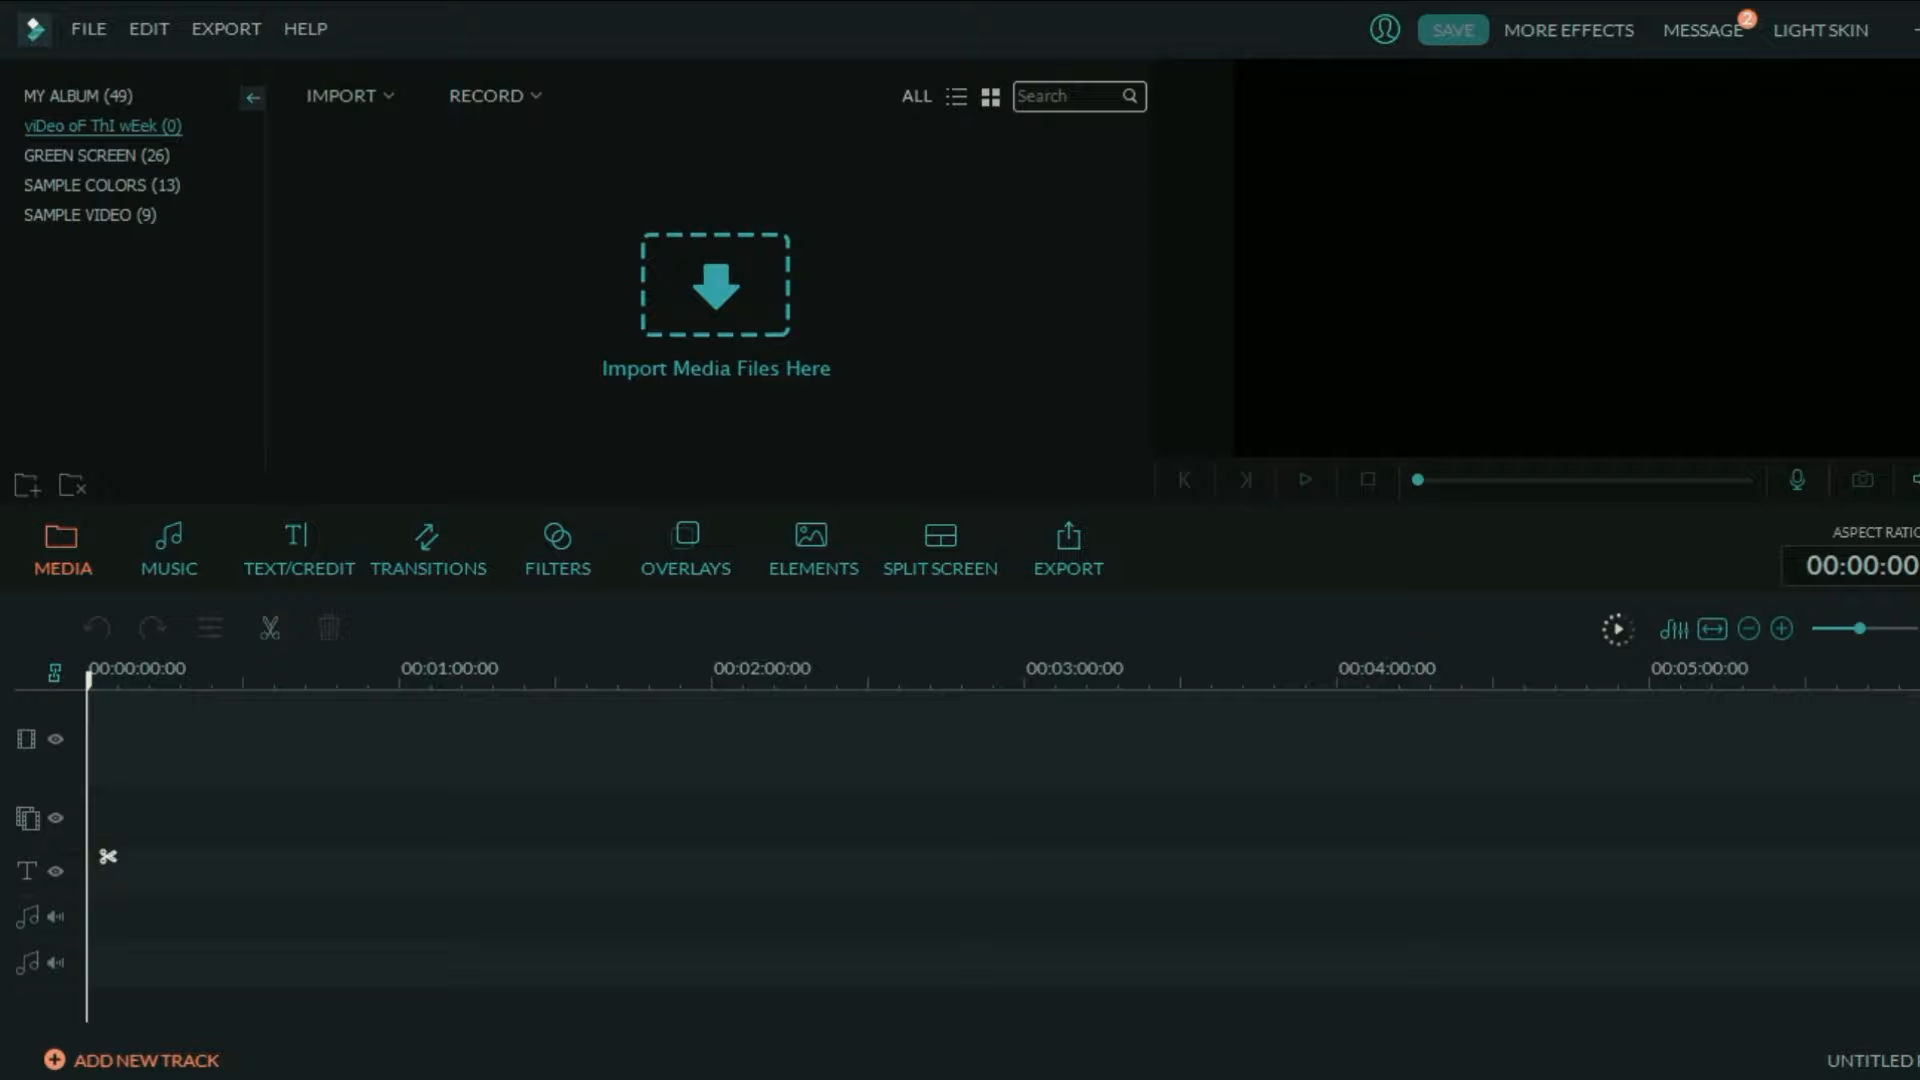 FILE EDIT EXPORT HELP
SAVE MORE EFFECTS MESSAGE 2 LIGHT SKIN
MY ALBUM (49)
viDeo oF ThI wEek (0)
GREEN SCREEN (26)
SAMPLE COLORS (13)
SAMPLE VIDEO (9)
IMPORT RECORD ALL Search
Import Media Files Here
MEDIA MUSIC TEXT/CREDIT TRANSITIONS FILTERS OVERLAYS ELEMENTS SPLIT SCREEN EXPORT
ASPECT RATIO
00:00:00
00:00:00:00 00:01:00:00 00:02:00:00 00:03:00:00 00:04:00:00 00:05:00:00
ADD NEW TRACK
UNTITLED